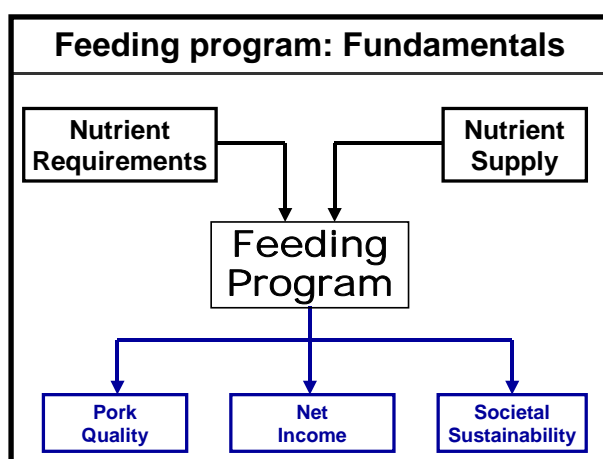 Feeding program: Fundamentals
Nutrient
Requirements
Nutrient
Supply
Feeding
Program
Pork
Quality
Net
Income
Societal
Sustainability